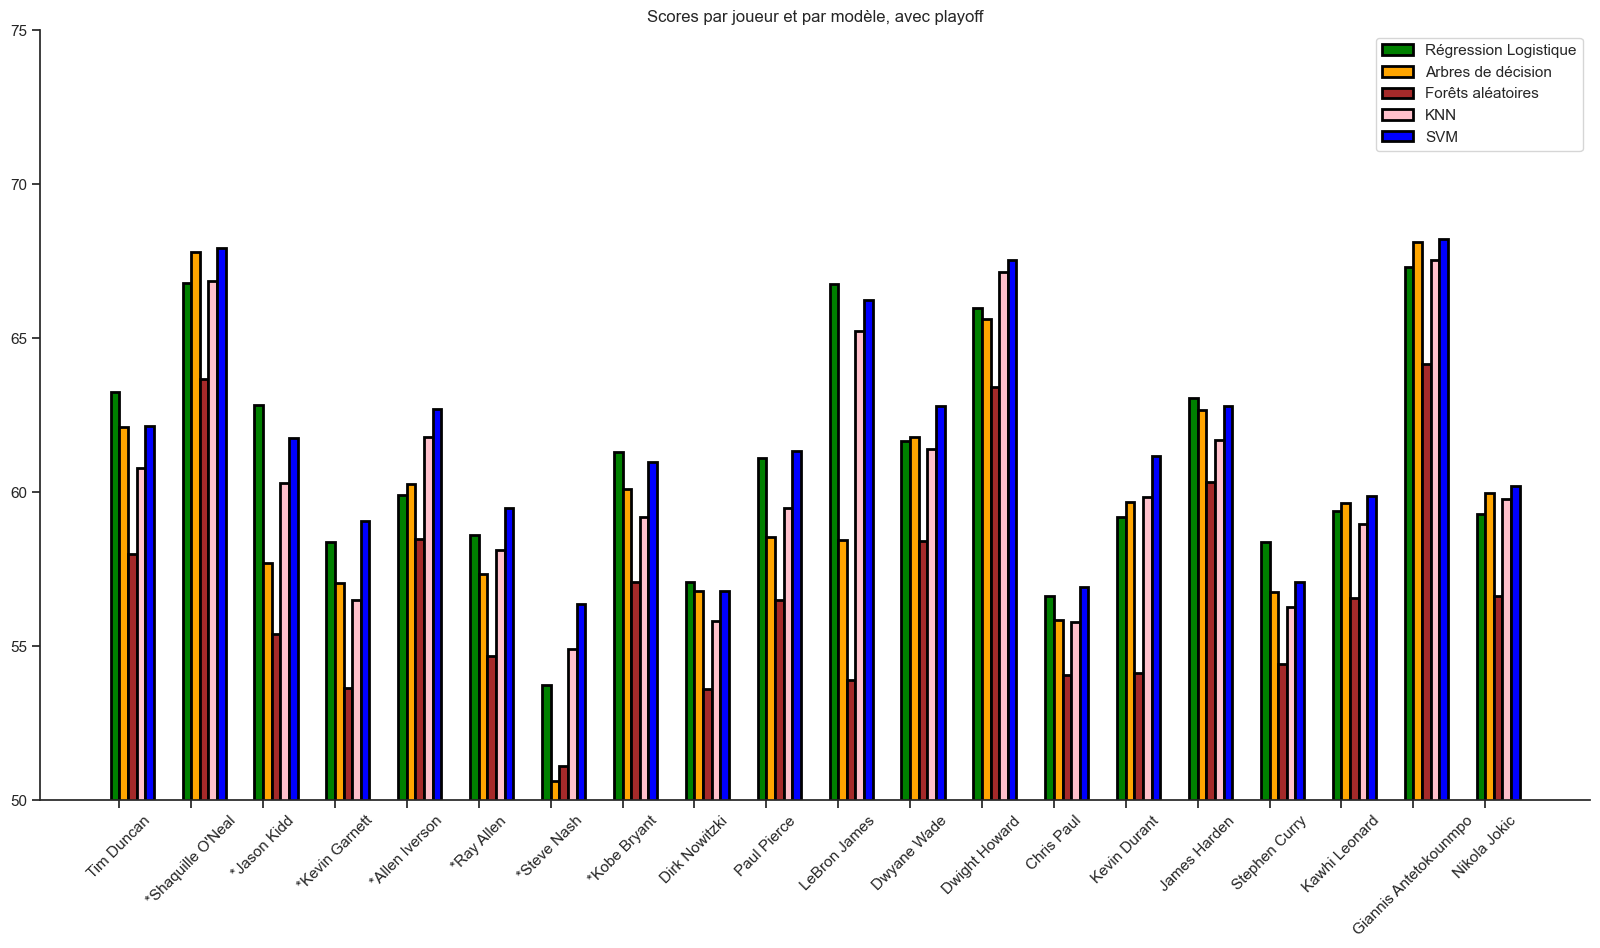 Scores par joueur et par modèle, avec playoff
Régression Logistique
Arbres de décision
Forêts aléatoires
KNN
SVM
75
70
65
60
55
50
Tim Duncan
*Shaquille O'Neal
*Jason Kidd
*Kevin Garnett
*Allen Iverson
*Ray Allen
*Steve Nash
*Kobe Bryant
Dirk Nowitzki
Paul Pierce
LeBron James
Dwyane Wade
Dwight Howard
Chris Paul
Kevin Durant
James Harden
Stephen Curry
Kawhi Leonard
Giannis Antetokounmpo
Nikola Jokic